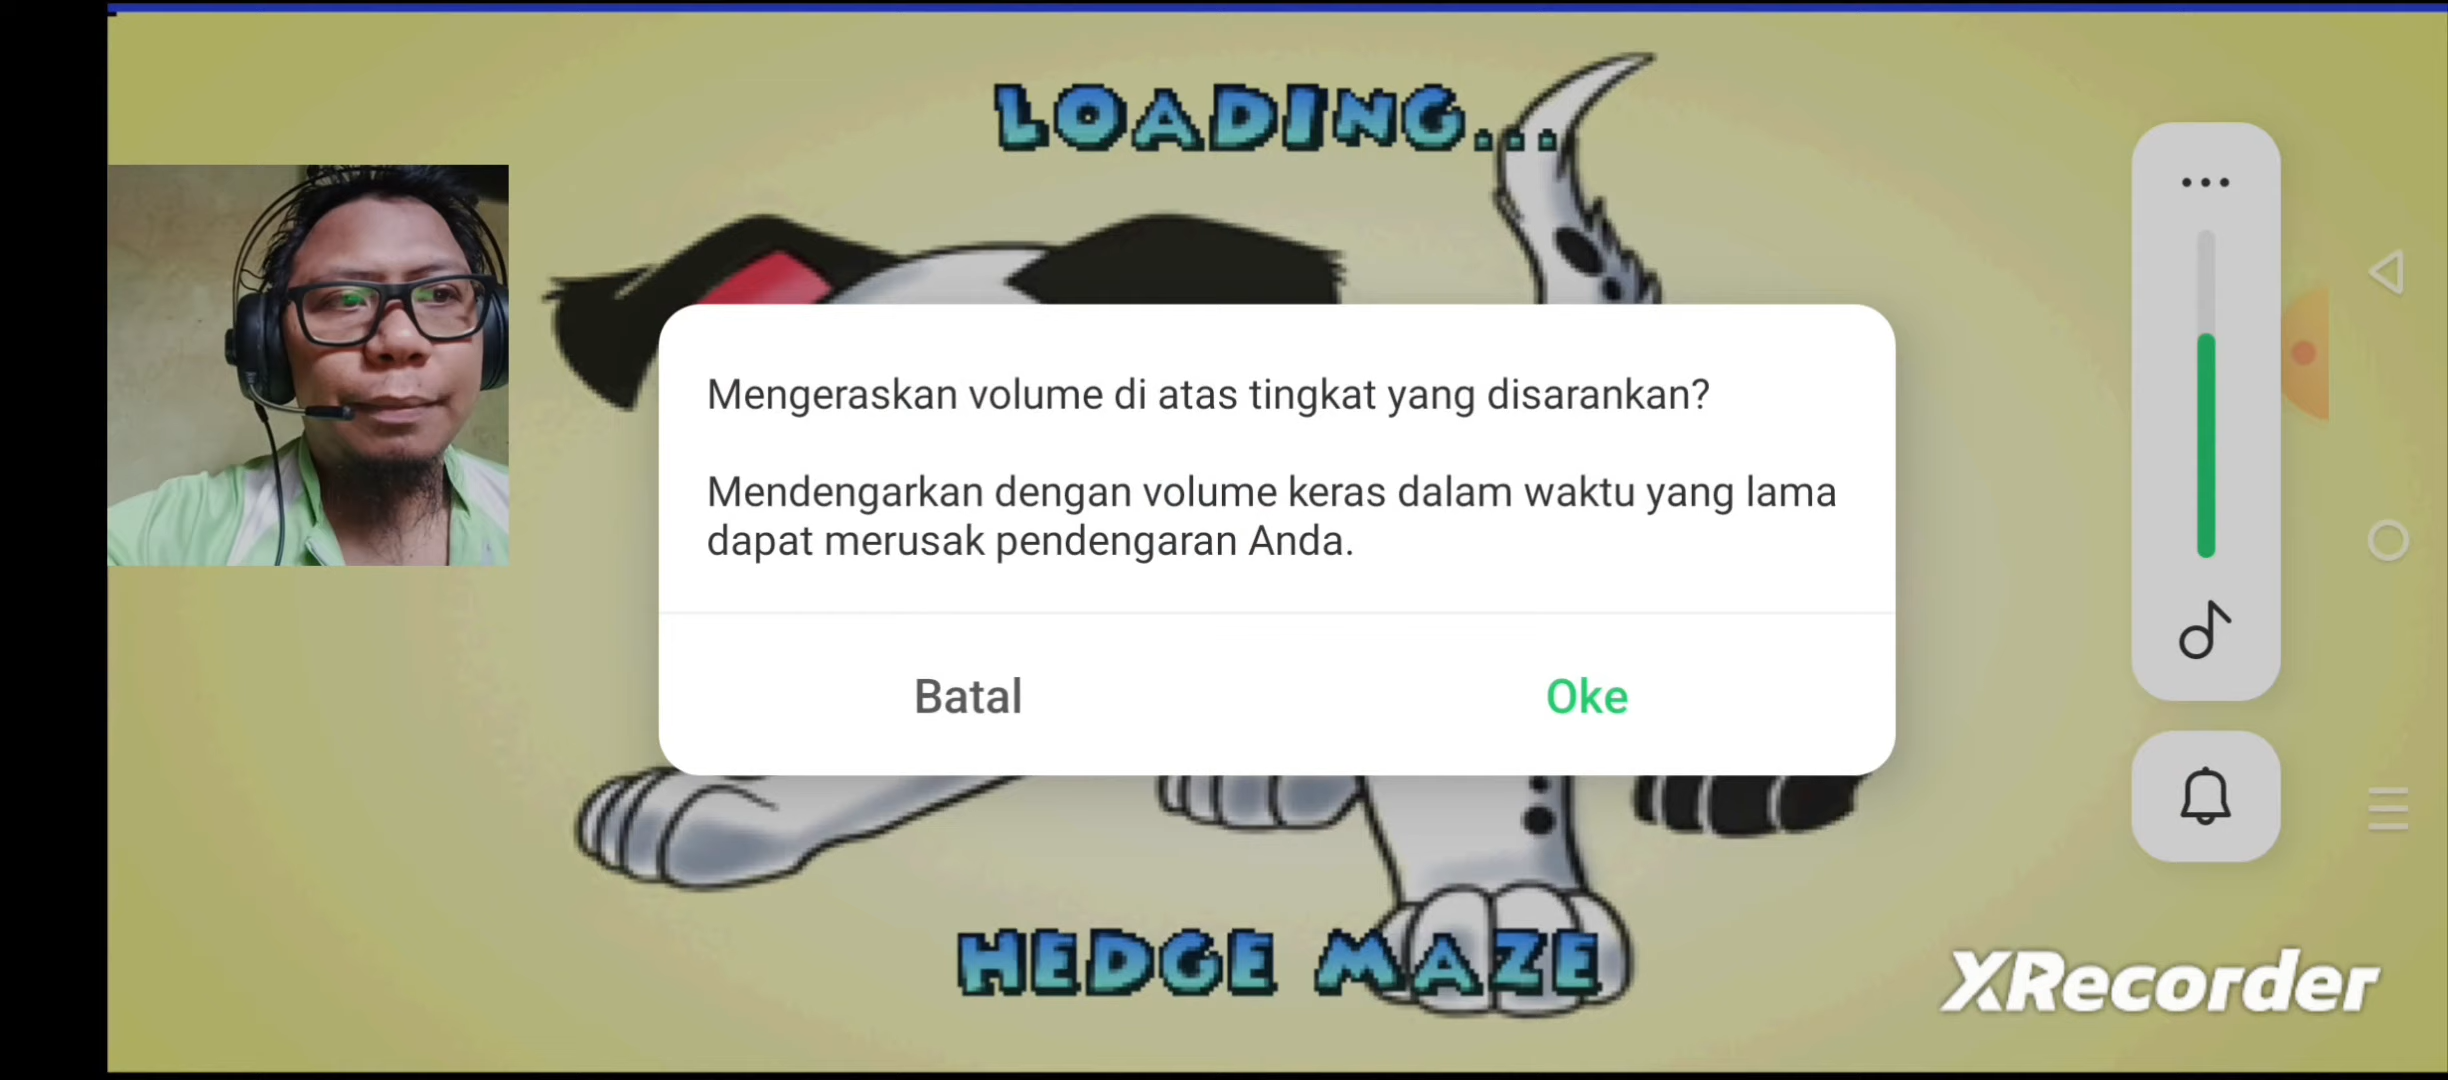 LOADING...
Mengeraskan volume di atas tingkat yang disarankan?
Mendengarkan dengan volume keras dalam waktu yang lama
dapat merusak pendengaran Anda.
Batal
Oke
HEDGE MAZE
XRecorder